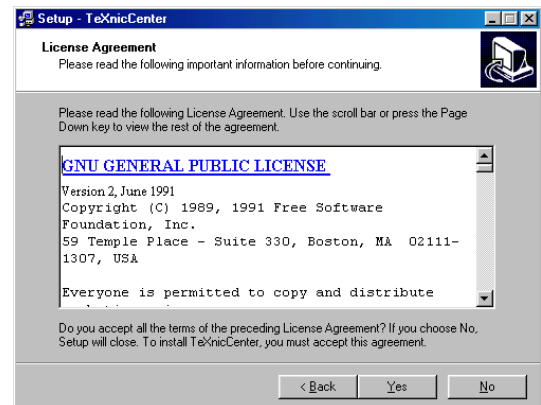 Setup - TeXnicCenter
License Agreement
Please read the following important information before continuing.
Please read the following License Agreement. Use the scroll bar or press the Page
Down key to view the rest of the agreement.
GNU GENERAL PUBLIC LICENSE
Version 2, June 1991
Copyright (C) 1989, 1991 Free Software
Foundation, Inc.
59 Temple Place - Suite 330, Boston, MA 02111-
1307, USA
Everyone is permitted to copy and distribute
Do you accept all the terms of the preceding License Agreement? If you choose No,
Setup will close. To install TeXnicCenter, you must accept this agreement.
< Back
Yes
No